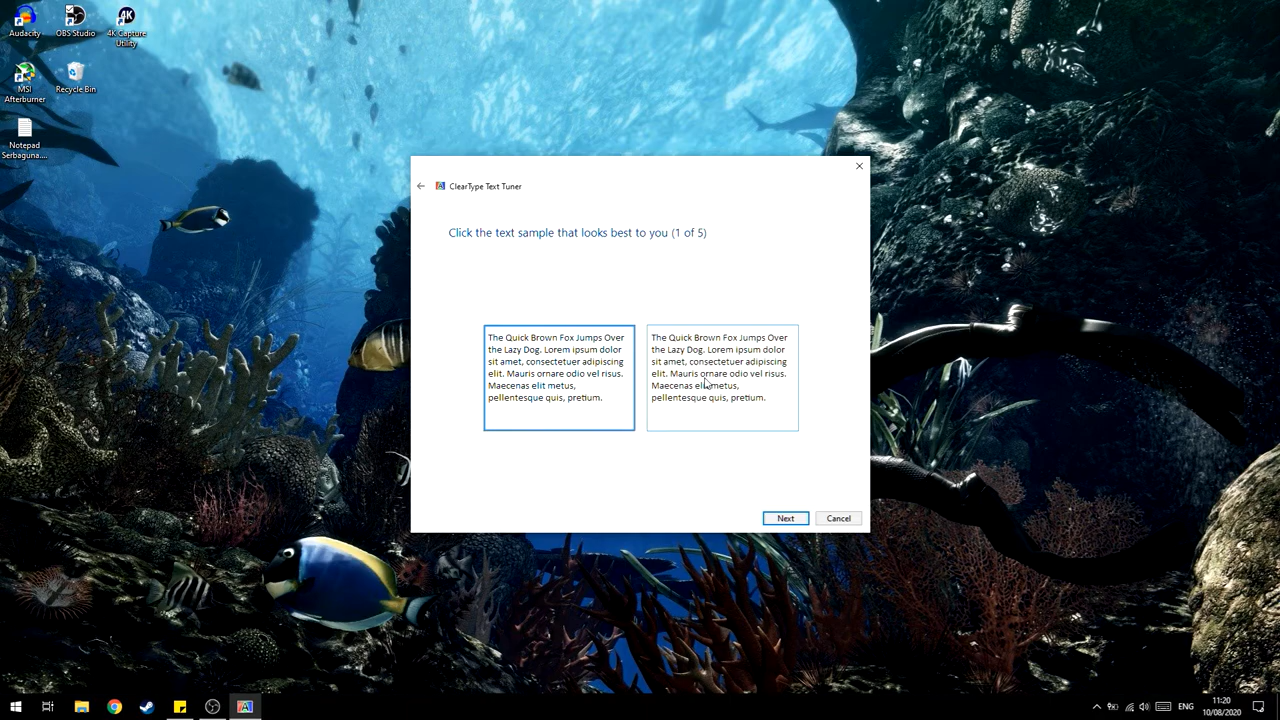 Audacity
OBS Studio
4K Capture
Utility
MSI
Afterburner
Recycle Bin
Notepad
Serbaguna....
ClearType Text Tuner
Click the text sample that looks best to you (1 of 5)
The Quick Brown Fox Jumps Over
the Lazy Dog. Lorem ipsum dolor
sit amet, consectetuer adipiscing
elit. Mauris ornare odio vel risus.
Maecenas elit metus,
pellentesque quis, pretium.
The Quick Brown Fox Jumps Over
the Lazy Dog. Lorem ipsum dolor
sit amet, consectetuer adipiscing
elit. Mauris ornare odio vel risus.
Maecenas elit metus,
pellentesque quis, pretium.
Next
Cancel
ENG
11:20
10/08/2020